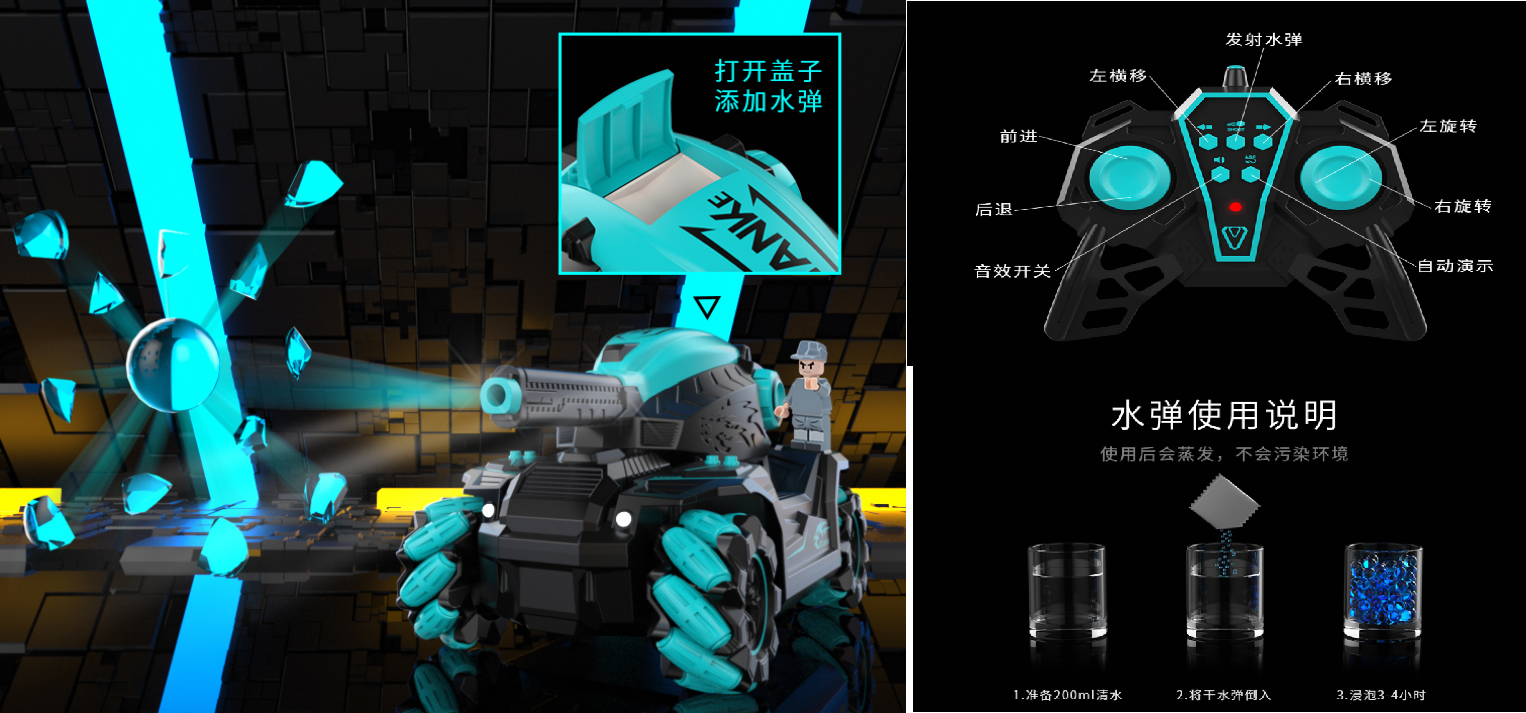 打开盖子
添加水弹
TANKE
发射水弹
左横移
右横移
前进
左旋转
后退
右旋转
音效开关
自动演示
水弹使用说明
使用后会蒸发，不会污染环境
1.准备200ml清水
2.将干水弹倒入
3.浸泡3-4小时